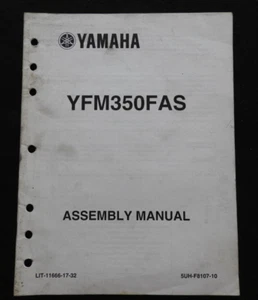 YAMAHA
YFM350FAS
ASSEMBLY MANUAL
LIT-11666-17-32
5UH-F8107-10